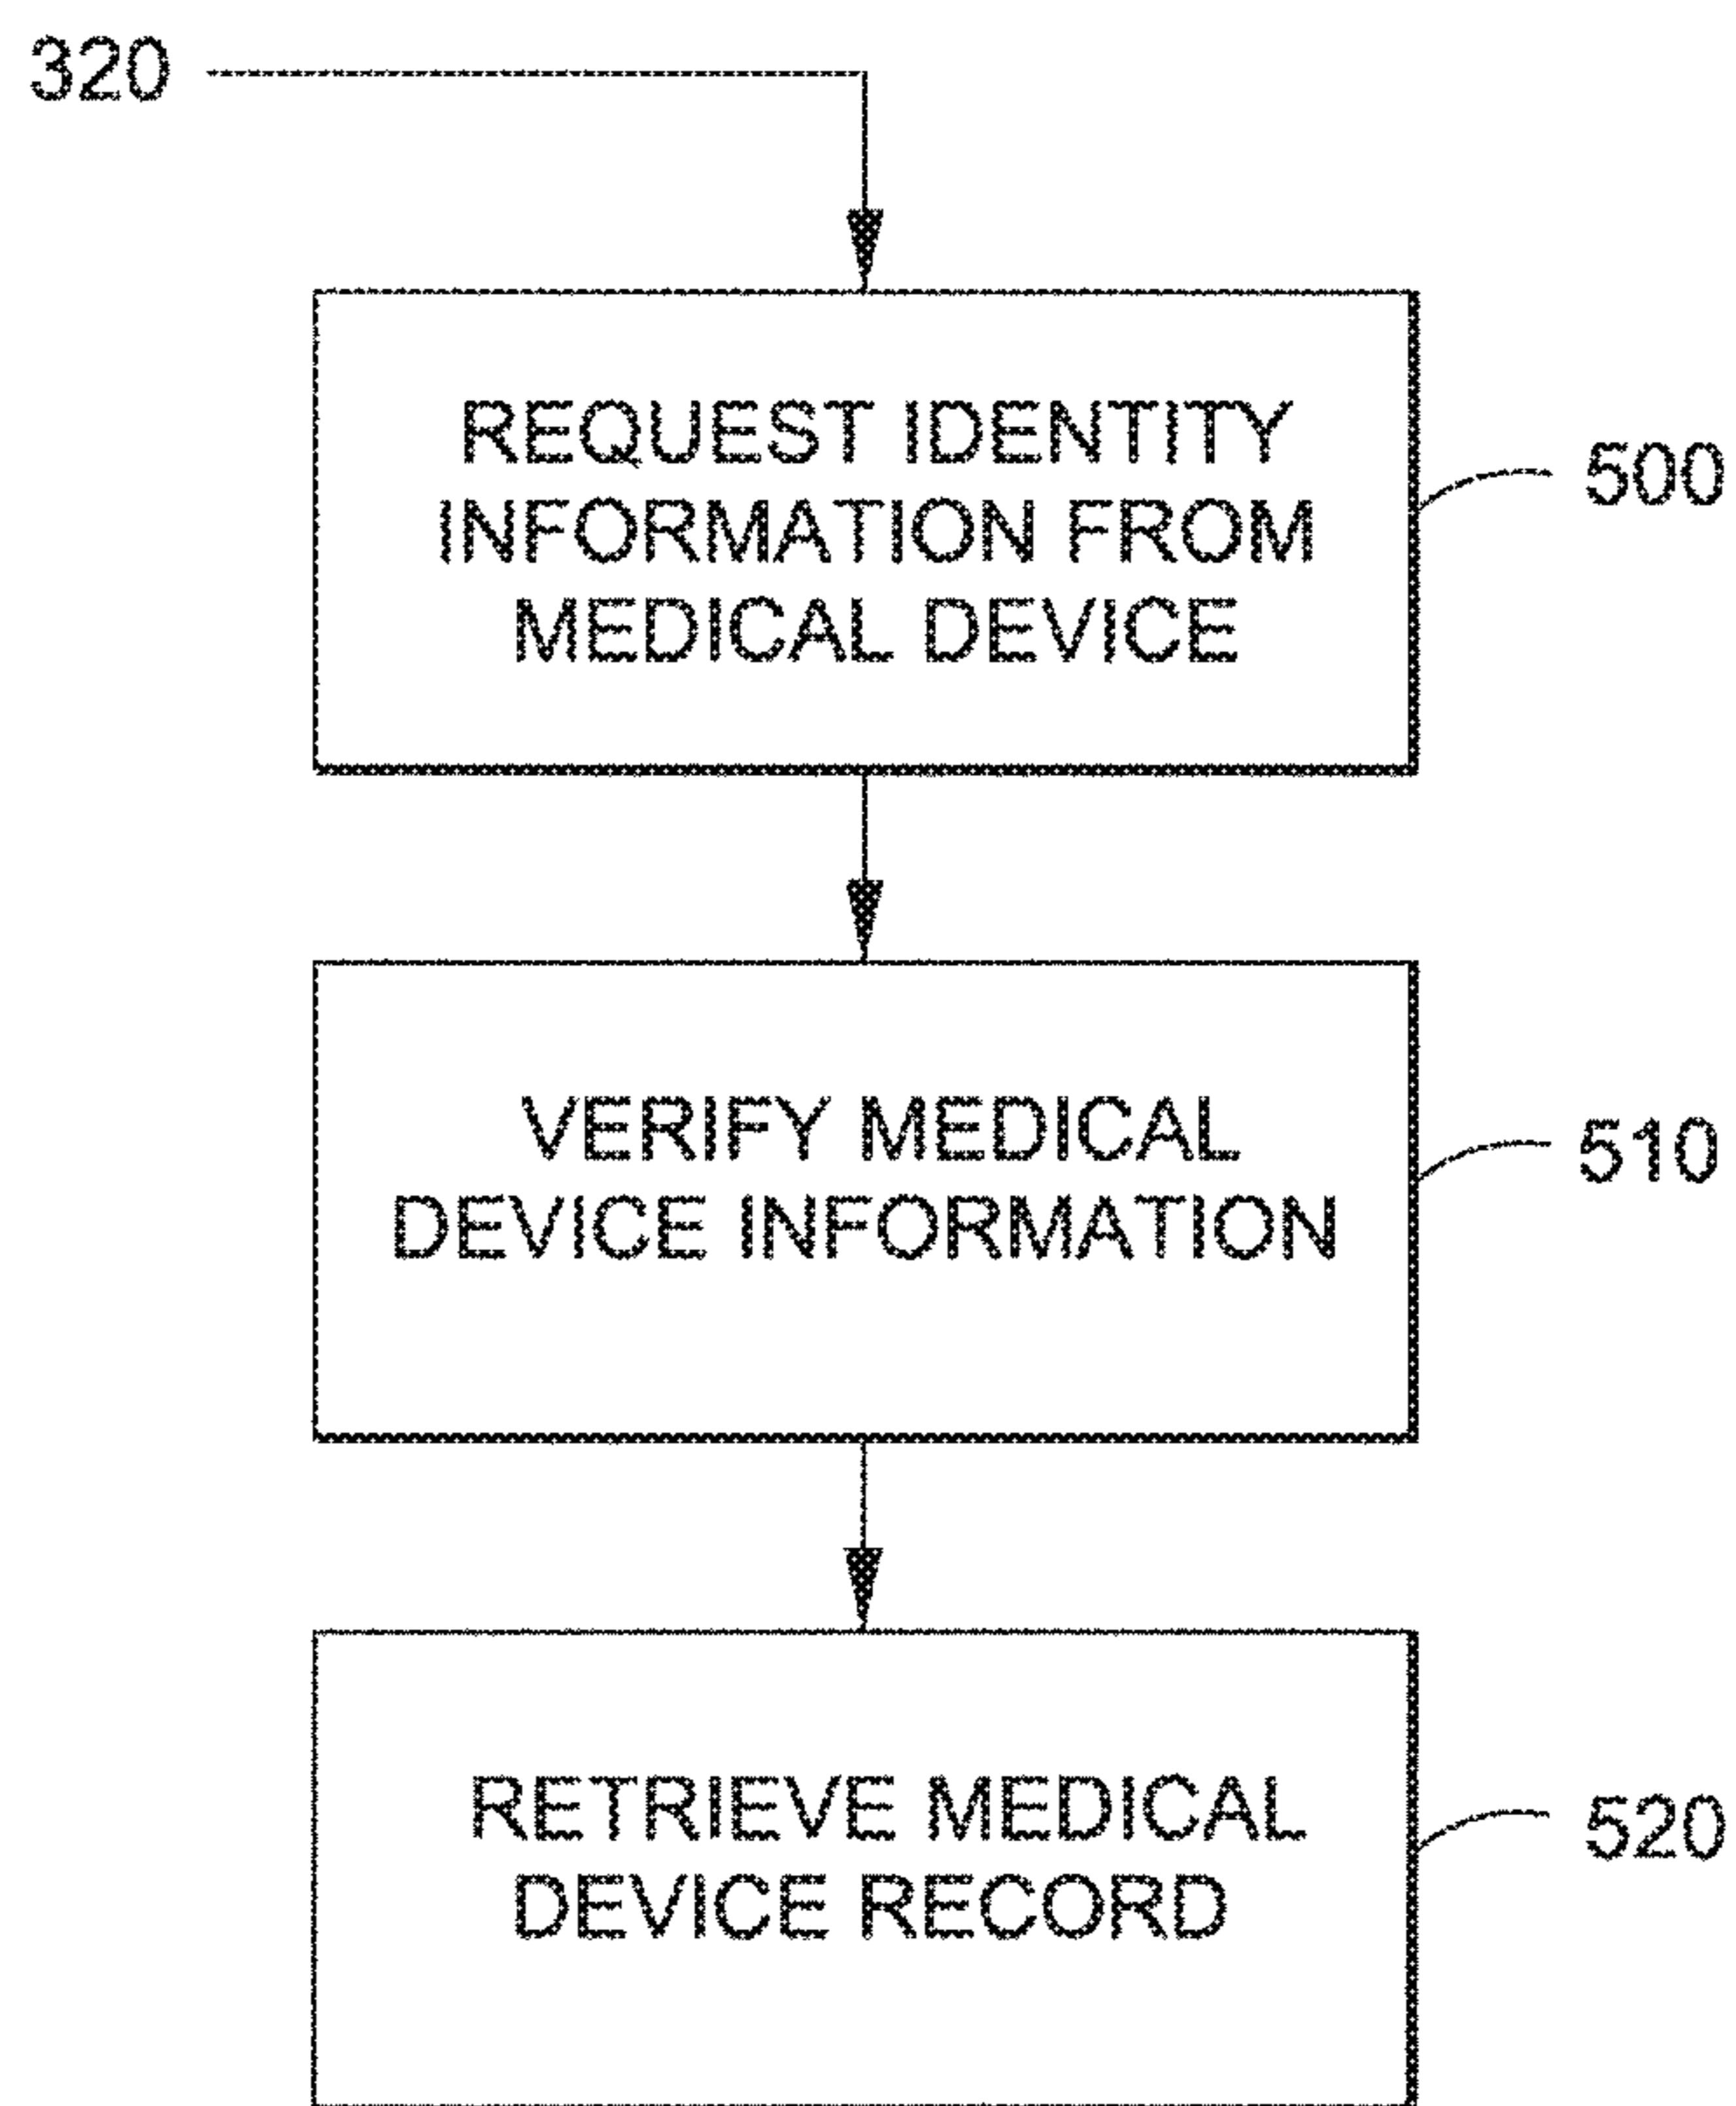 320
REQUEST IDENTITY
INFORMATION FROM
MEDICAL DEVICE
500
VERIFY MEDICAL
DEVICE INFORMATION
510
RETRIEVE MEDICAL
DEVICE RECORD
520